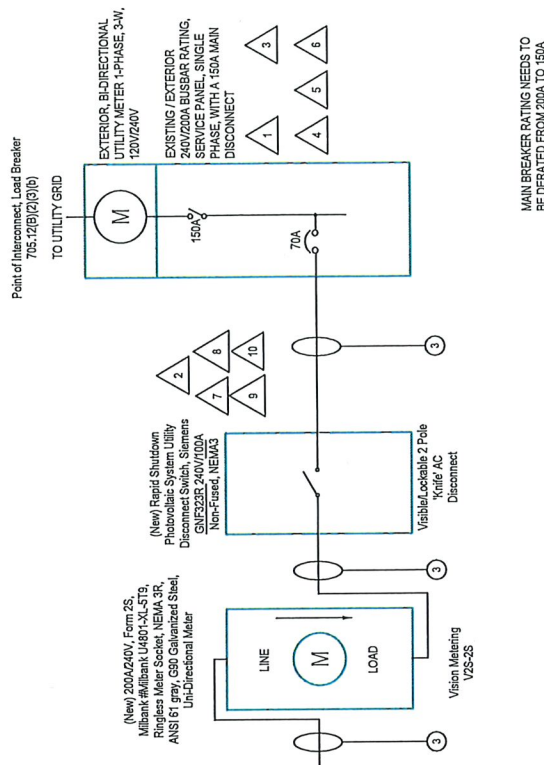 Point of Interconnect, Load Breaker
705.12(B)(2)(3)(b)
TO UTILITY GRID
M
EXTERIOR, BI-DIRECTIONAL
UTILITY METER 1-PHASE, 3-W,
120V/240V
EXISTING / EXTERIOR
240V/200A BUSBAR RATING,
SERVICE PANEL, SINGLE
PHASE, WITH A 150A MAIN
DISCONNECT
150A
70A
1
3
4
5
6
MAIN BREAKER RATING NEEDS TO
BE DERATED FROM 200A TO 150A
2
7
8
9
10
3
(New) Rapid Shutdown
Photovoltaic System Utility
Disconnect Switch, Siemens
GNF323R 240V/100A
Non-Fused, NEMA3
Visible/Lockable 2 Pole
'Knife' AC
Disconnect
3
(New) 200A/240V, Form 2S,
Milbank #Milbank U4801-XL-5T9,
Ringless Meter Socket, NEMA 3R,
ANSI 61 gray, G90 Galvanized Steel,
Uni-Directional Meter
LINE
M
LOAD
Vision Metering
V2S-2S
3